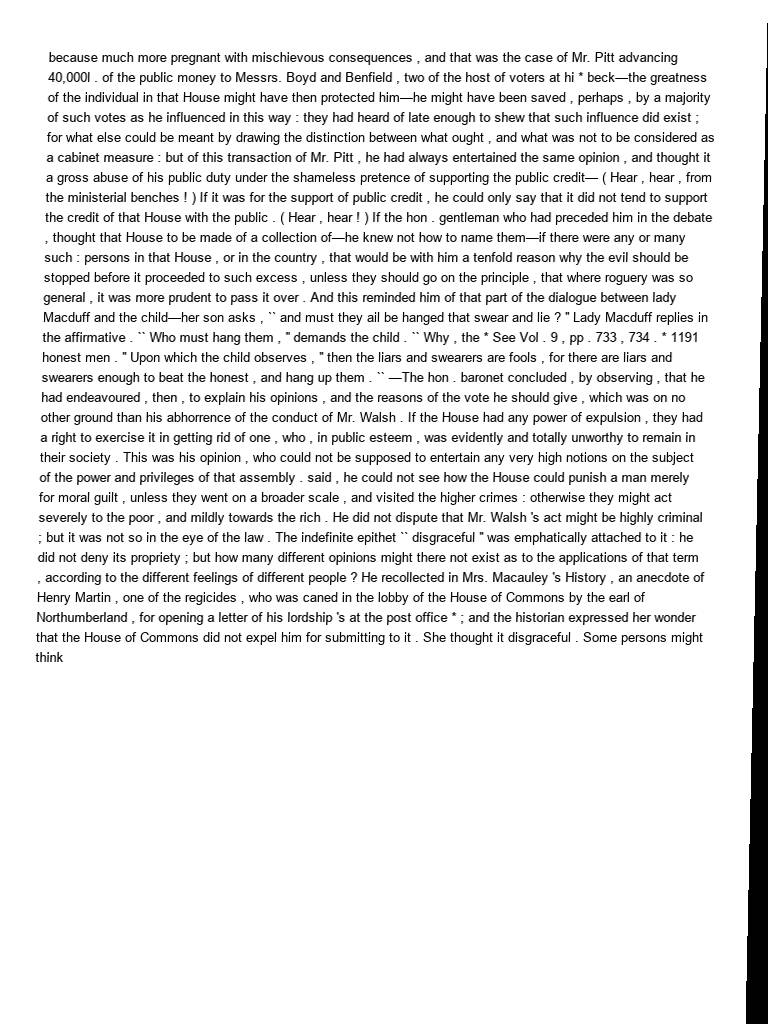 because much more pregnant with mischievous consequences , and that was the case of Mr. Pitt advancing
40,000l . of the public money to Messrs. Boyd and Benfield , two of the host of voters at hi * beck—the greatness
of the individual in that House might have then protected him—he might have been saved , perhaps , by a majority
of such votes as he influenced in this way : they had heard of late enough to shew that such influence did exist ;
for what else could be meant by drawing the distinction between what ought , and what was not to be considered as
a cabinet measure : but of this transaction of Mr. Pitt , he had always entertained the same opinion , and thought it
a gross abuse of his public duty under the shameless pretence of supporting the public credit— ( Hear , hear , from
the ministerial benches ! ) If it was for the support of public credit , he could only say that it did not tend to support
the credit of that House with the public . ( Hear , hear ! ) If the hon . gentleman who had preceded him in the debate
, thought that House to be made of a collection of—he knew not how to name them—if there were any or many
such : persons in that House , or in the country , that would be with him a tenfold reason why the evil should be
stopped before it proceeded to such excess , unless they should go on the principle , that where roguery was so
general , it was more prudent to pass it over . And this reminded him of that part of the dialogue between lady
Macduff and the child—her son asks , `` and must they ail be hanged that swear and lie ? " Lady Macduff replies in
the affirmative . `` Who must hang them , " demands the child . `` Why , the * See Vol . 9 , pp . 733 , 734 . * 1191
honest men . " Upon which the child observes , " then the liars and swearers are fools , for there are liars and
swearers enough to beat the honest , and hang up them . `` —The hon . baronet concluded , by observing , that he
had endeavoured , then , to explain his opinions , and the reasons of the vote he should give , which was on no
other ground than his abhorrence of the conduct of Mr. Walsh . If the House had any power of expulsion , they had
a right to exercise it in getting rid of one , who , in public esteem , was evidently and totally unworthy to remain in
their society . This was his opinion , who could not be supposed to entertain any very high notions on the subject
of the power and privileges of that assembly . said , he could not see how the House could punish a man merely
for moral guilt , unless they went on a broader scale , and visited the higher crimes : otherwise they might act
severely to the poor , and mildly towards the rich . He did not dispute that Mr. Walsh 's act might be highly criminal
; but it was not so in the eye of the law . The indefinite epithet `` disgraceful " was emphatically attached to it : he
did not deny its propriety ; but how many different opinions might there not exist as to the applications of that term
, according to the different feelings of different people ? He recollected in Mrs. Macauley 's History , an anecdote of
Henry Martin , one of the regicides , who was caned in the lobby of the House of Commons by the earl of
Northumberland , for opening a letter of his lordship 's at the post office * ; and the historian expressed her wonder
that the House of Commons did not expel him for submitting to it . She thought it disgraceful . Some persons might
think